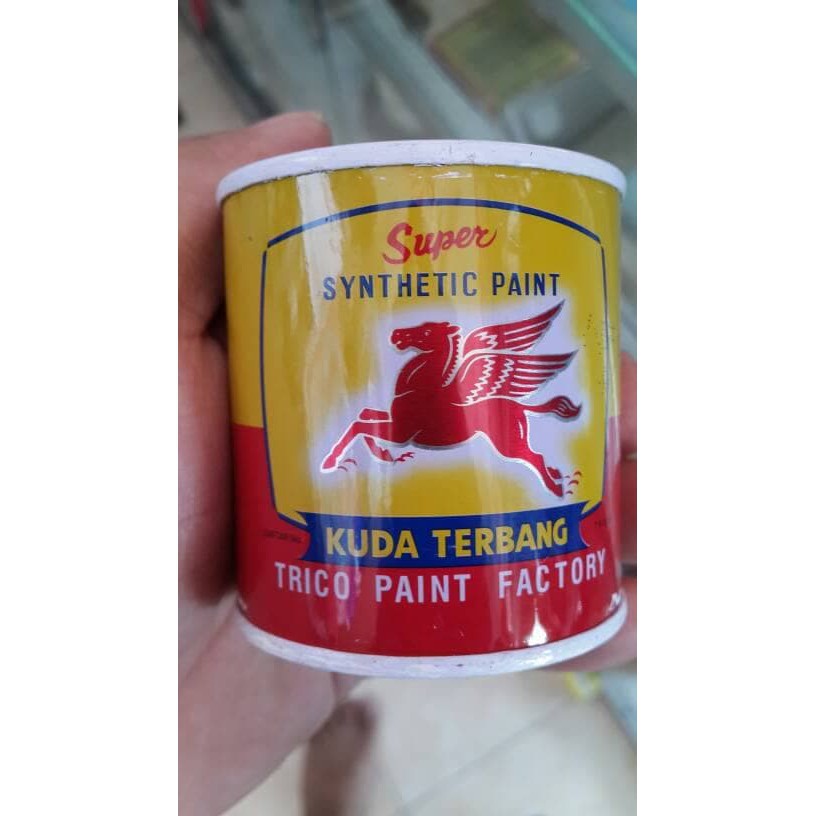 Super
SYNTHETIC PAINT
KUDA TERBANG
TRICO PAINT FACTORY